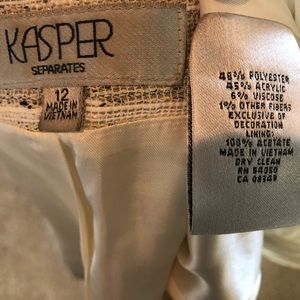 KASPER
SEPARATES
12
MADE IN
VIETNAM
48% POLYESTER
45% ACRYLIC
6% VISCOSE
1% OTHER FIBERS
EXCLUSIVE OF
DECORATION
LINING:
100% ACETATE
MADE IN VIETNAM
DRY CLEAN
RN 54050
CA 08349